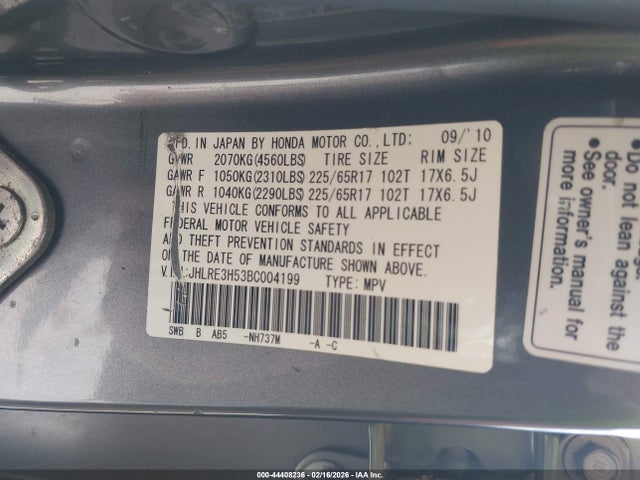 MFD. IN JAPAN BY HONDA MOTOR CO.,LTD: 09/'10
GVWR 2070KG(4560LBS) TIRE SIZE RIM SIZE
GAWR F 1050KG(2310LBS) 225/65R17 102T 17X6.5J
GAWR R 1040KG(2290LBS) 225/65R17 102T 17X6.5J
THIS VEHICLE CONFORMS TO ALL APPLICABLE
FEDERAL MOTOR VEHICLE SAFETY
AND THEFT PREVENTION STANDARDS IN EFFECT
ON THE DATE OF MANUFACTURE SHOWN ABOVE.
V.I.N.:JHLRE3H53BC004199 TYPE: MPV
SWB B AB5 -NH737M -A -C
Do not lean against the
door.
See owner's manual for
more information.
000-44408236 - 02/16/2026 - IAA Inc.